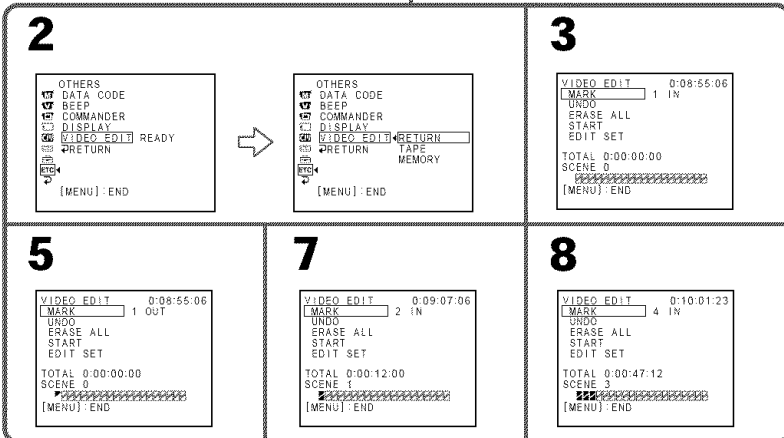 2
OTHERS
DATA CODE
BEEP
COMMANDER
DISPLAY
VIDEO EDIT READY
RETURN
ETC
[MENU] : END
OTHERS
DATA CODE
BEEP
COMMANDER
DISPLAY
VIDEO EDIT RETURN
RETURN TAPE
MEMORY
ETC
[MENU] : END
3
VIDEO EDIT 0:08:55:06
MARK 1 IN
UNDO
ERASE ALL
START
EDIT SET
TOTAL 0:00:00:00
SCENE 0
[MENU] : END
5
VIDEO EDIT 0:08:55:06
MARK 1 OUT
UNDO
ERASE ALL
START
EDIT SET
TOTAL 0:00:00:00
SCENE 0
[MENU] : END
7
VIDEO EDIT 0:09:07:06
MARK 2 IN
UNDO
ERASE ALL
START
EDIT SET
TOTAL 0:00:12:00
SCENE 1
[MENU] : END
8
VIDEO EDIT 0:10:01:23
MARK 4 IN
UNDO
ERASE ALL
START
EDIT SET
TOTAL 0:00:47:12
SCENE 3
[MENU] : END